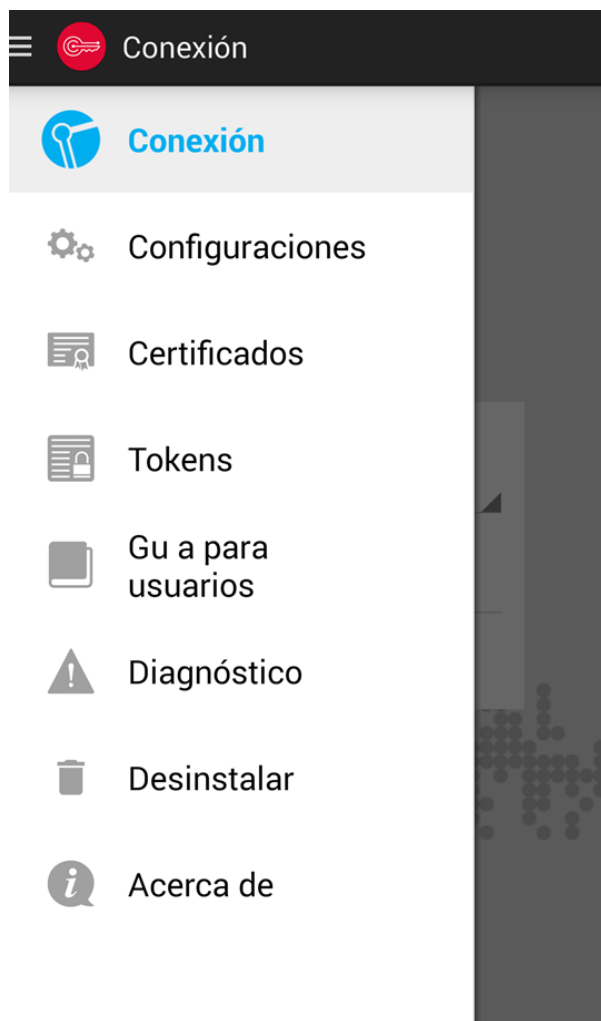 Conexión
Conexión
Configuraciones
Certificados
Tokens
Gu a para
usuarios
Diagnóstico
Desinstalar
Acerca de